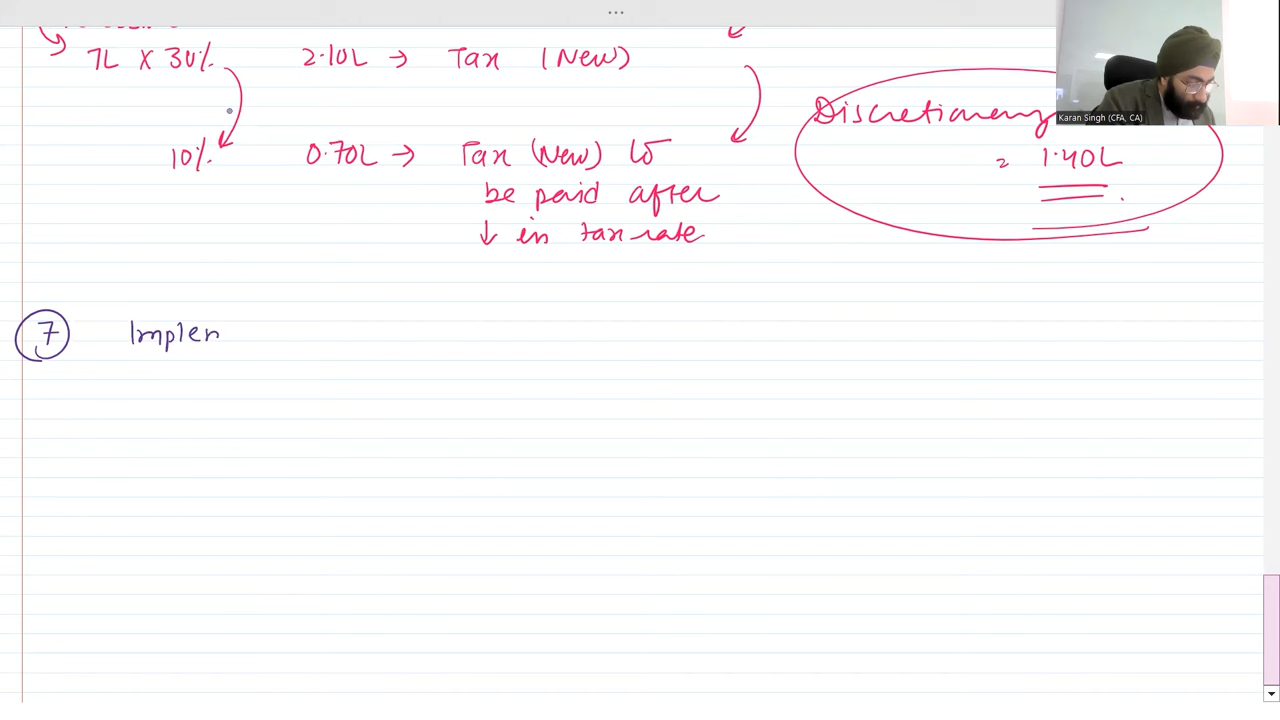 7L X 30% 2.10L → Tax (New)
Discretionary
Karan Singh (CFA, CA)
10% 0.70L → Tax (New) to
= 1.40L
be paid after
↓ in tax rate
7 Implen